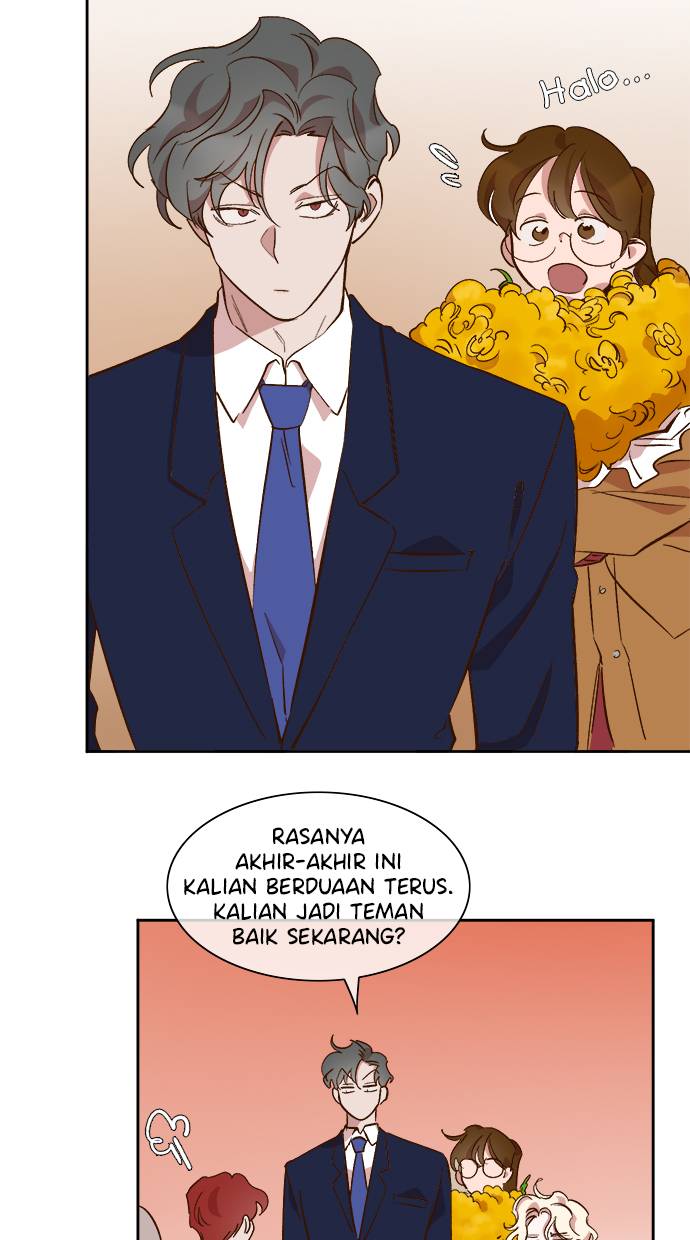 Halo...
RASANYA
AKHIR-AKHIR INI
KALIAN BERDUAAN TERUS.
KALIAN JADI TEMAN
BAIK SEKARANG?